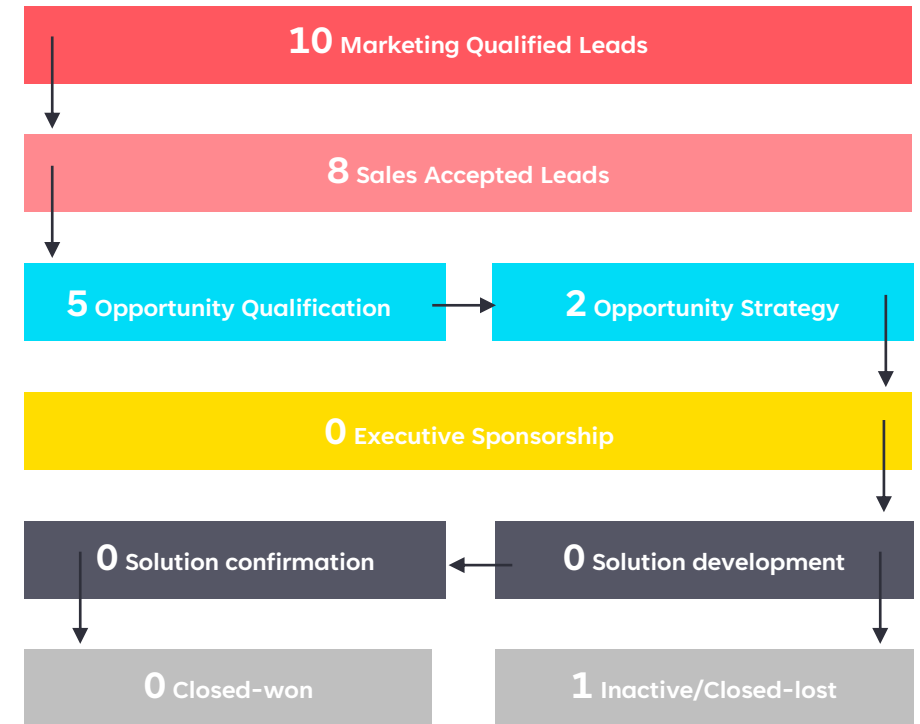 10 Marketing Qualified Leads
8 Sales Accepted Leads
5 Opportunity Qualification
2 Opportunity Strategy
0 Executive Sponsorship
0 Solution confirmation
0 Solution development
0 Closed-won
1 Inactive/Closed-lost